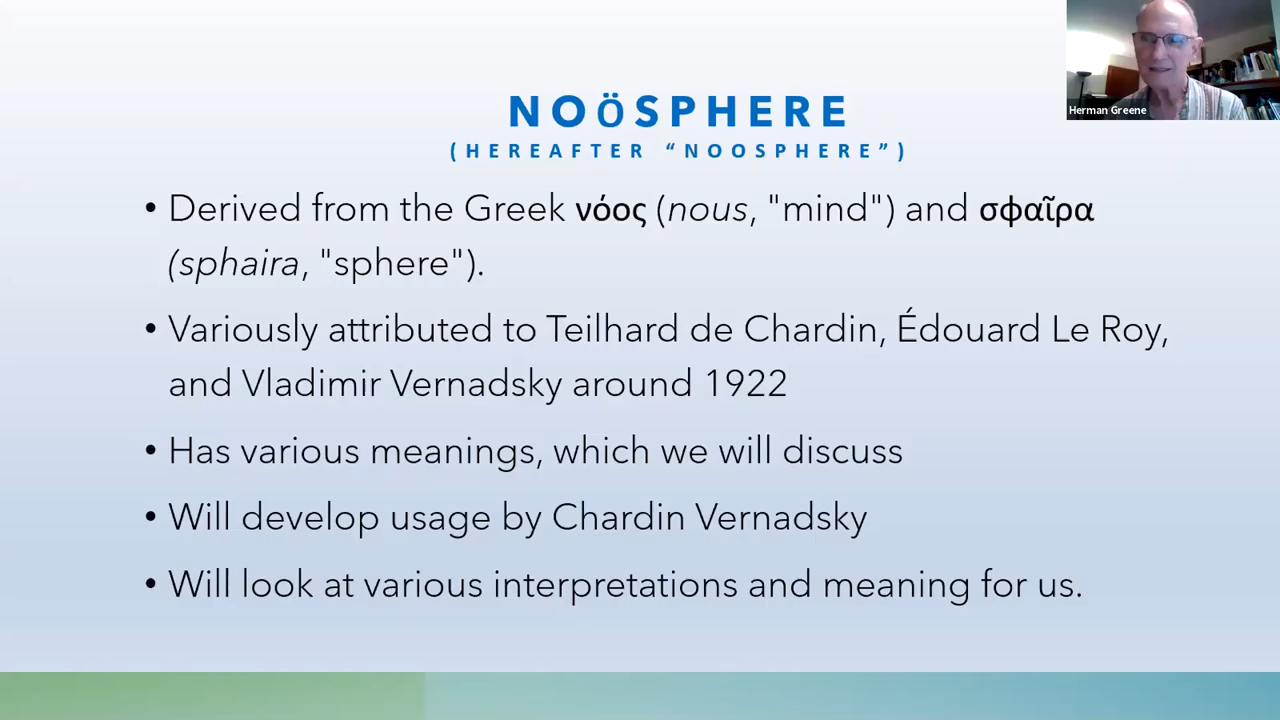 Herman Greene
NOÖSPHERE
(HEREAFTER “NOOSPHERE”)
• Derived from the Greek νόος (nous, "mind") and σφαῖρα
(sphaira, "sphere").
• Variously attributed to Teilhard de Chardin, Édouard Le Roy,
and Vladimir Vernadsky around 1922
• Has various meanings, which we will discuss
• Will develop usage by Chardin Vernadsky
• Will look at various interpretations and meaning for us.